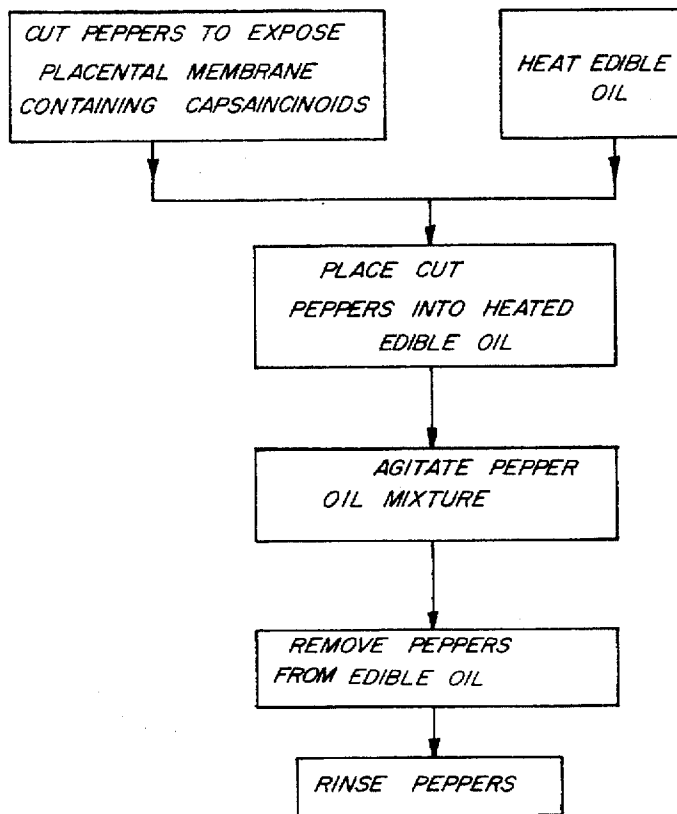 CUT PEPPERS TO EXPOSE
PLACENTAL MEMBRANE
CONTAINING CAPSAINCINOIDS
HEAT EDIBLE
OIL
PLACE CUT
PEPPERS INTO HEATED
EDIBLE OIL
AGITATE PEPPER
OIL MIXTURE
REMOVE PEPPERS
FROM EDIBLE OIL
RINSE PEPPERS